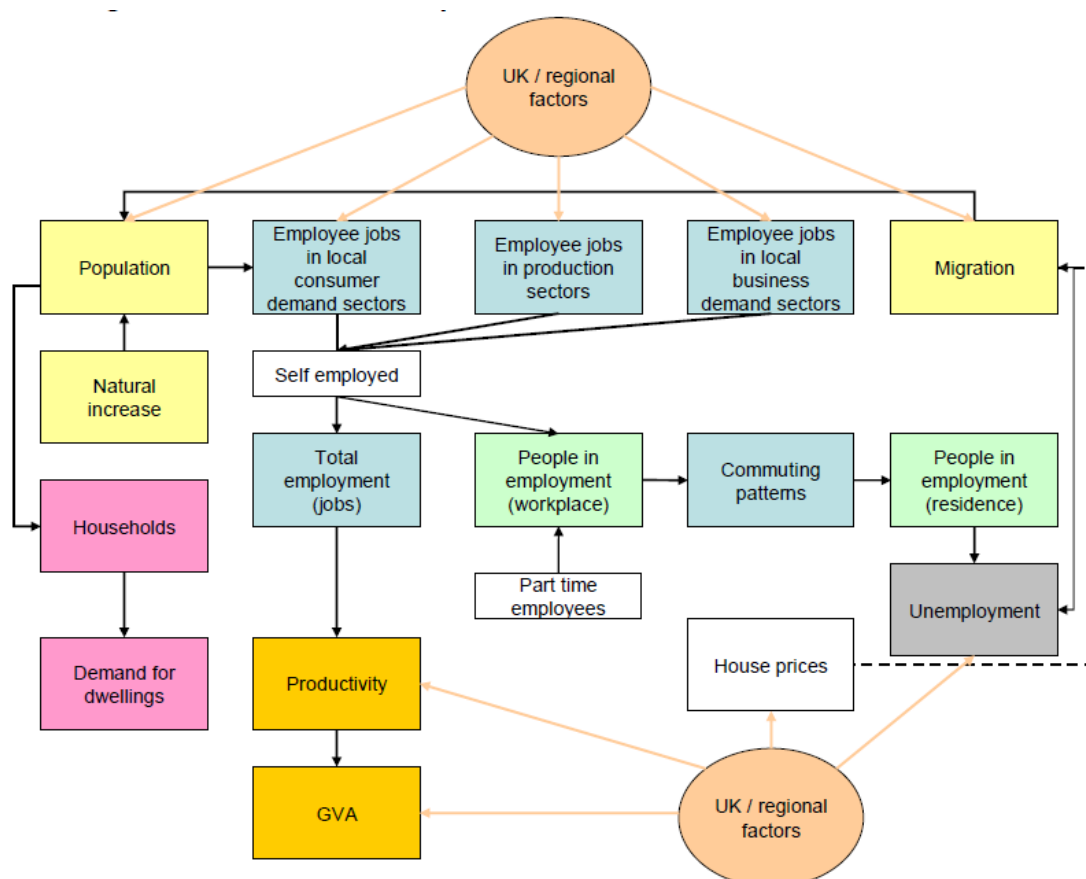 UK / regional
factors
Population
Employee jobs
in local
consumer
demand sectors
Employee jobs
in production
sectors
Employee jobs
in local
business
demand sectors
Migration
Natural
increase
Self employed
Total
employment
(jobs)
People in
employment
(workplace)
Commuting
patterns
People in
employment
(residence)
Households
Part time
employees
Unemployment
Demand for
dwellings
Productivity
House prices
GVA
UK / regional
factors